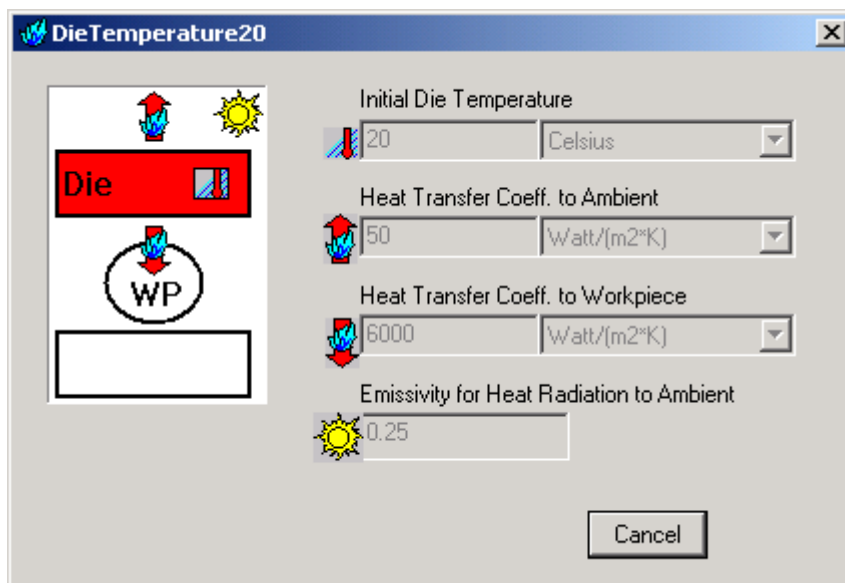 DieTemperature20
Die
WP
Initial Die Temperature
20 Celsius
Heat Transfer Coeff. to Ambient
50 Watt/(m2*K)
Heat Transfer Coeff. to Workpiece
6000 Watt/(m2*K)
Emissivity for Heat Radiation to Ambient
0.25
Cancel